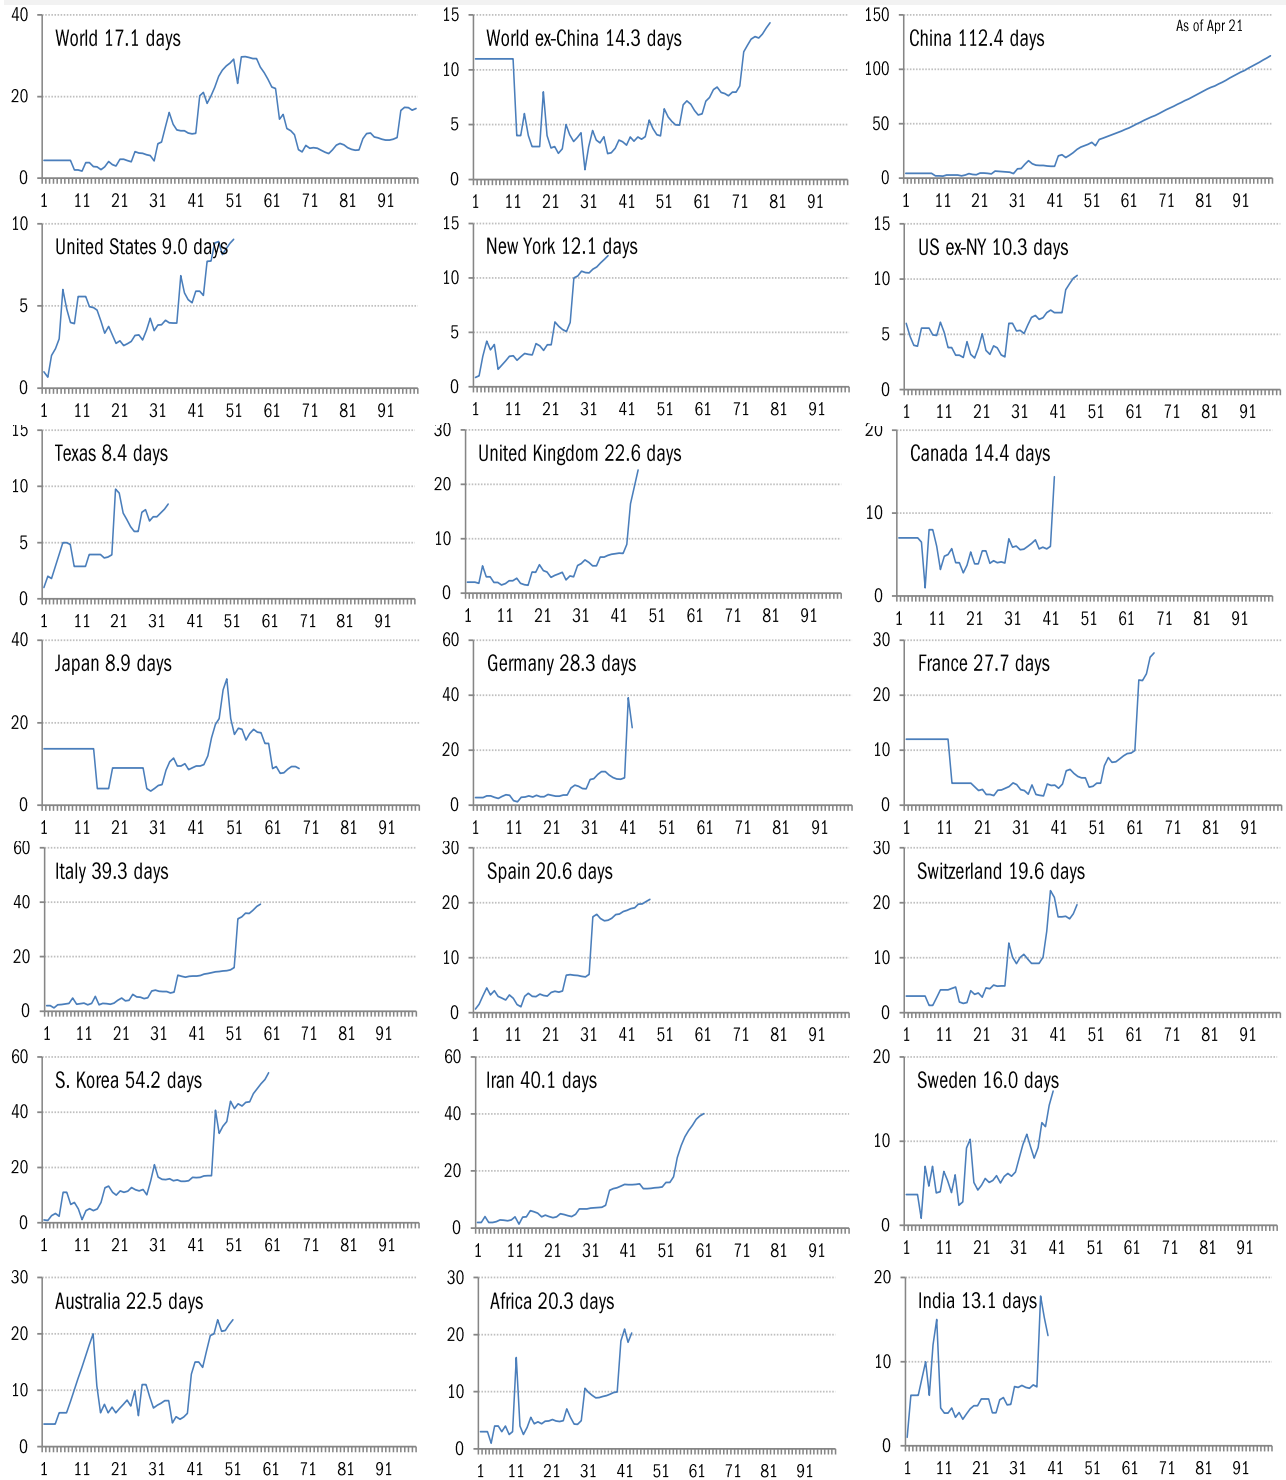 40 15 150
World 17.1 days World ex-China 14.3 days China 112.4 days As of Apr 21
30 10 100
20 5 50
10
0 0 0
1 11 21 31 41 51 61 71 81 91 1 11 21 31 41 51 61 71 81 91 1 11 21 31 41 51 61 71 81 91
10 15 15
United States 9.0 days New York 12.1 days US ex-NY 10.3 days
10 10
5 5 5
0 0 0
1 11 21 31 41 51 61 71 81 91 1 11 21 31 41 51 61 71 81 91 1 11 21 31 41 51 61 71 81 91
15 30 20
Texas 8.4 days United Kingdom 22.6 days Canada 14.4 days
10 20 10
5 10
0 0 0
1 11 21 31 41 51 61 71 81 91 1 11 21 31 41 51 61 71 81 91 1 11 21 31 41 51 61 71 81 91
40 60 30
Japan 8.9 days Germany 28.3 days France 27.7 days
20 40 20
20 10
0 0 0
1 11 21 31 41 51 61 71 81 91 1 11 21 31 41 51 61 71 81 91 1 11 21 31 41 51 61 71 81 91
60 30 30
Italy 39.3 days Spain 20.6 days Switzerland 19.6 days
40 20 20
20 10 10
0 0 0
1 11 21 31 41 51 61 71 81 91 1 11 21 31 41 51 61 71 81 91 1 11 21 31 41 51 61 71 81 91
60 60 20
S. Korea 54.2 days Iran 40.1 days Sweden 16.0 days
40 40 10
20 20
0 0 0
1 11 21 31 41 51 61 71 81 91 1 11 21 31 41 51 61 71 81 91 1 11 21 31 41 51 61 71 81 91
30 30 20
Australia 22.5 days Africa 20.3 days India 13.1 days
20 20 10
10 10
0 0 0
1 11 21 31 41 51 61 71 81 91 1 11 21 31 41 51 61 71 81 91 1 11 21 31 41 51 61 71 81 91